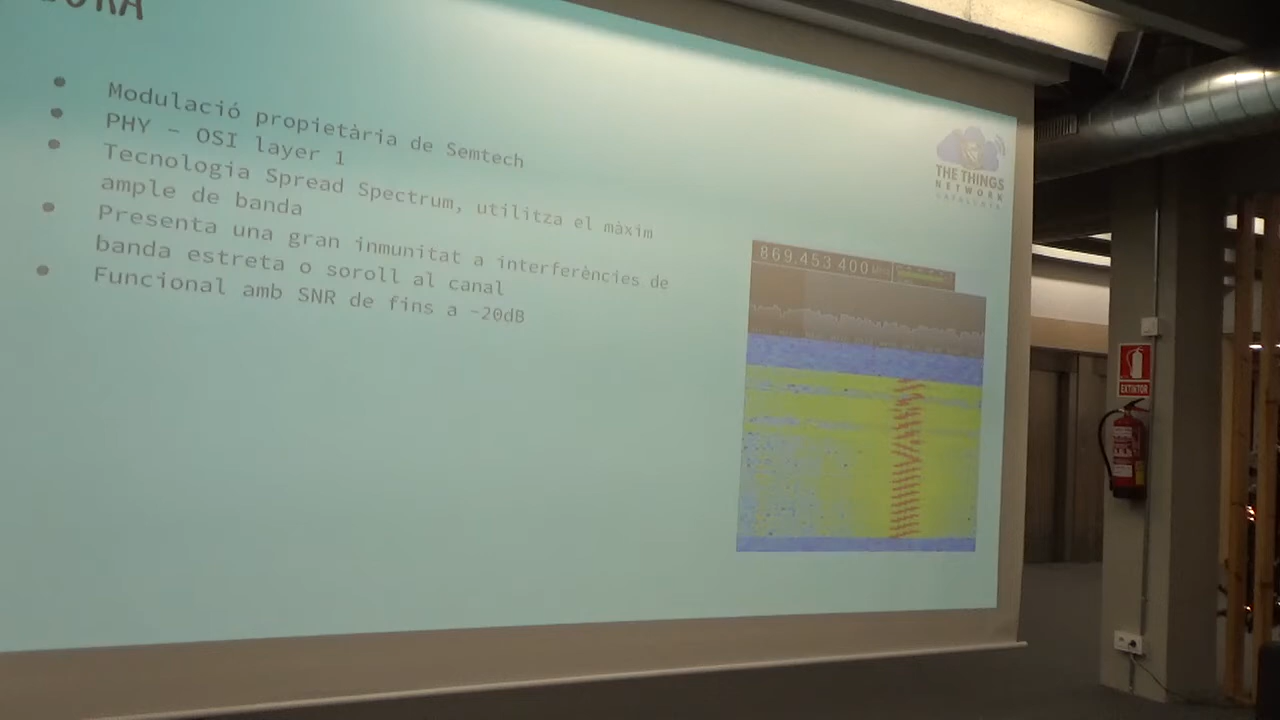 Modulació propietària de Semtech
PHY - OSI layer 1
Tecnologia Spread Spectrum, utilitza el màxim
ample de banda
Presenta una gran inmunitat a interferències de
banda estreta o soroll al canal
Funcional amb SNR de fins a -20dB
THE THINGS
NETWORK
CATALUNYA
869.453 400
EXTINTOR